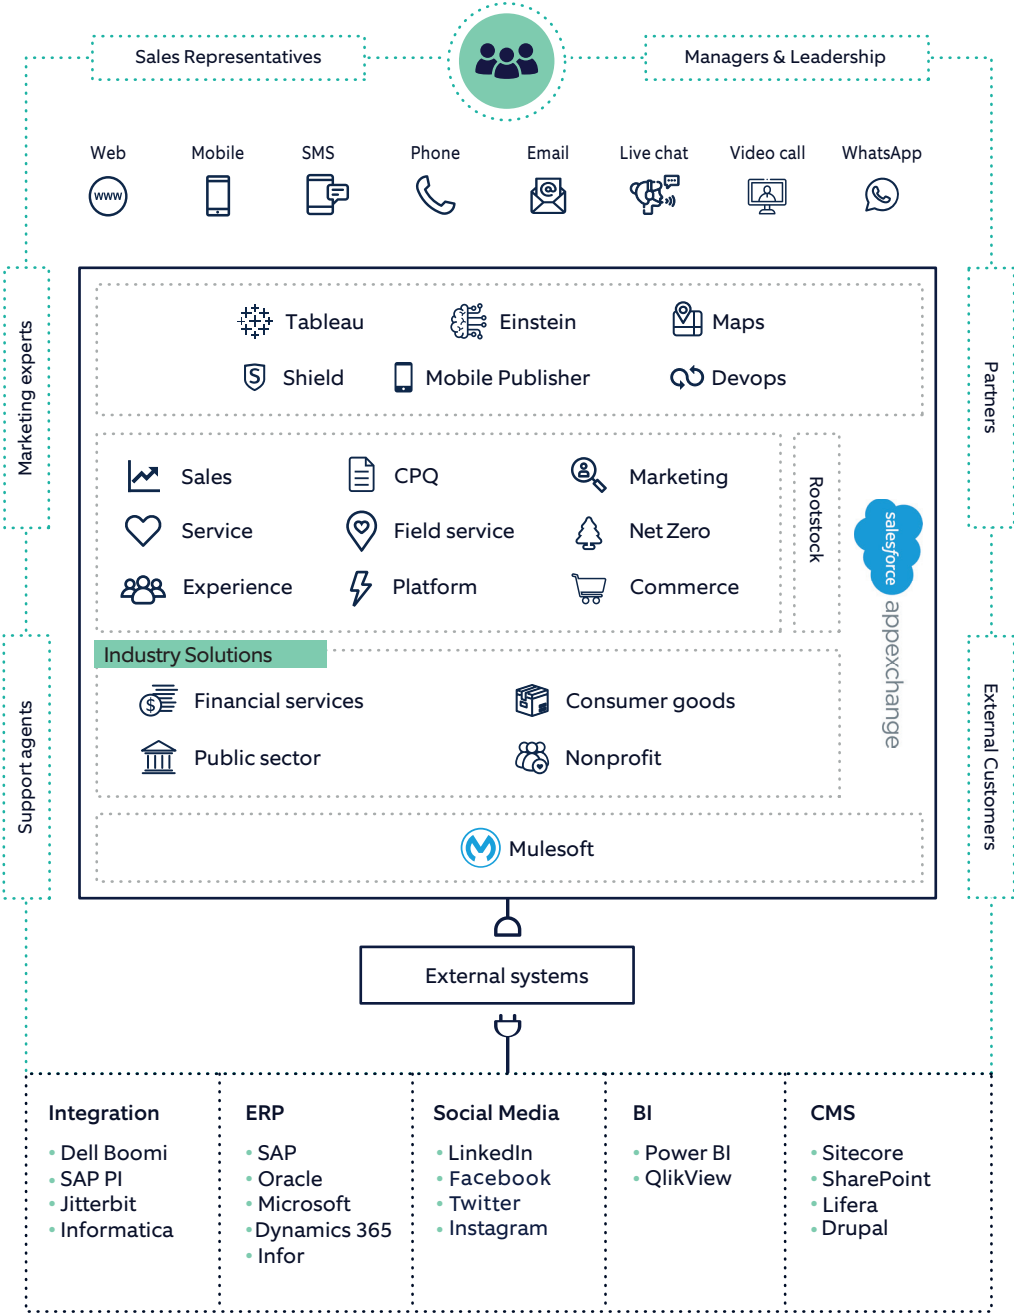 Sales Representatives
Managers & Leadership
Web
Mobile
SMS
Phone
Email
Live chat
Video call
WhatsApp
www
@
Marketing experts
Support agents
Partners
External Customers
Tableau
Einstein
Maps
S
Shield
Mobile Publisher
Devops
Sales
CPQ
Marketing
Service
Field service
Net Zero
Experience
Platform
Commerce
Rootstock
salesforce
appexchange
Industry Solutions
$
Financial services
Consumer goods
Public sector
Nonprofit
Mulesoft
External systems
Integration
• Dell Boomi
• SAP PI
• Jitterbit
• Informatica
ERP
• SAP
• Oracle
• Microsoft
• Dynamics 365
• Infor
Social Media
• LinkedIn
• Facebook
• Twitter
• Instagram
BI
• Power BI
• QlikView
CMS
• Sitecore
• SharePoint
• Lifera
• Drupal